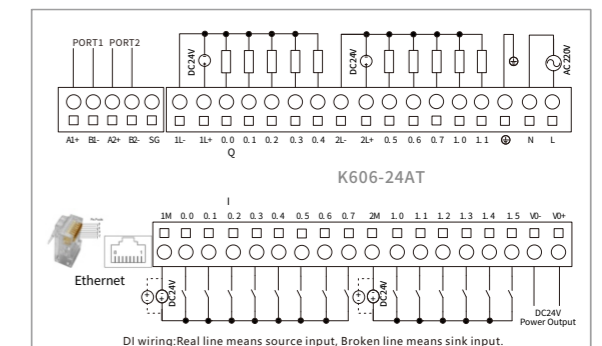 PORT1 PORT2
DC24V
DC24V
AC 220V
A1+ B1- A2+ B2- SG 1L- 1L+ 0.0 0.1 0.2 0.3 0.4 2L- 2L+ 0.5 0.6 0.7 1.0 1.1 N L
Q
K606-24AT
I
1M 0.0 0.1 0.2 0.3 0.4 0.5 0.6 0.7 2M 1.0 1.1 1.2 1.3 1.4 1.5 V0- V0+
Ethernet
DC24V
DC24V
DC24V
Power Output
DI wiring:Real line means source input, Broken line means sink input.